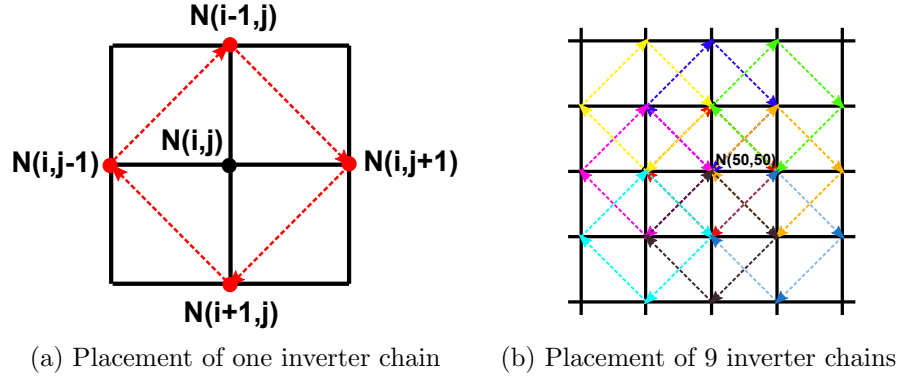 N(i-1,j)
N(i,j)
N(i,j-1)
N(i,j+1)
N(i+1,j)
N(50,50)
(a) Placement of one inverter chain
(b) Placement of 9 inverter chains